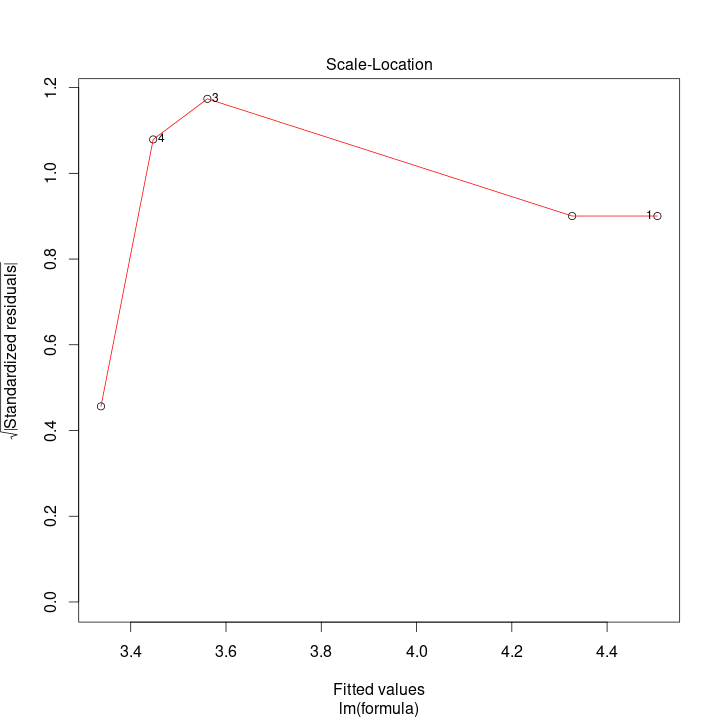 Scale-Location
1.2
1.0
0.8
0.6
0.4
0.2
0.0
√|Standardized residuals|
3
4
1
3.4 3.6 3.8 4.0 4.2 4.4
Fitted values
lm(formula)